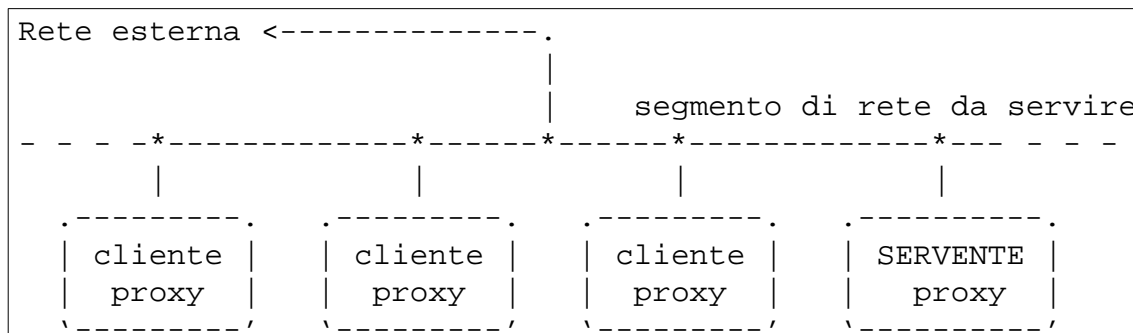 Rete esterna <--------------.
|
| segmento di rete da servire
- - - -*-------------*------*------*------------*--- - - -
| | | |
.---------. .---------. .---------. .----------.
| cliente | | cliente | | cliente | | SERVENTE |
| proxy | | proxy | | proxy | | proxy |
`---------' `---------' `---------' `----------'